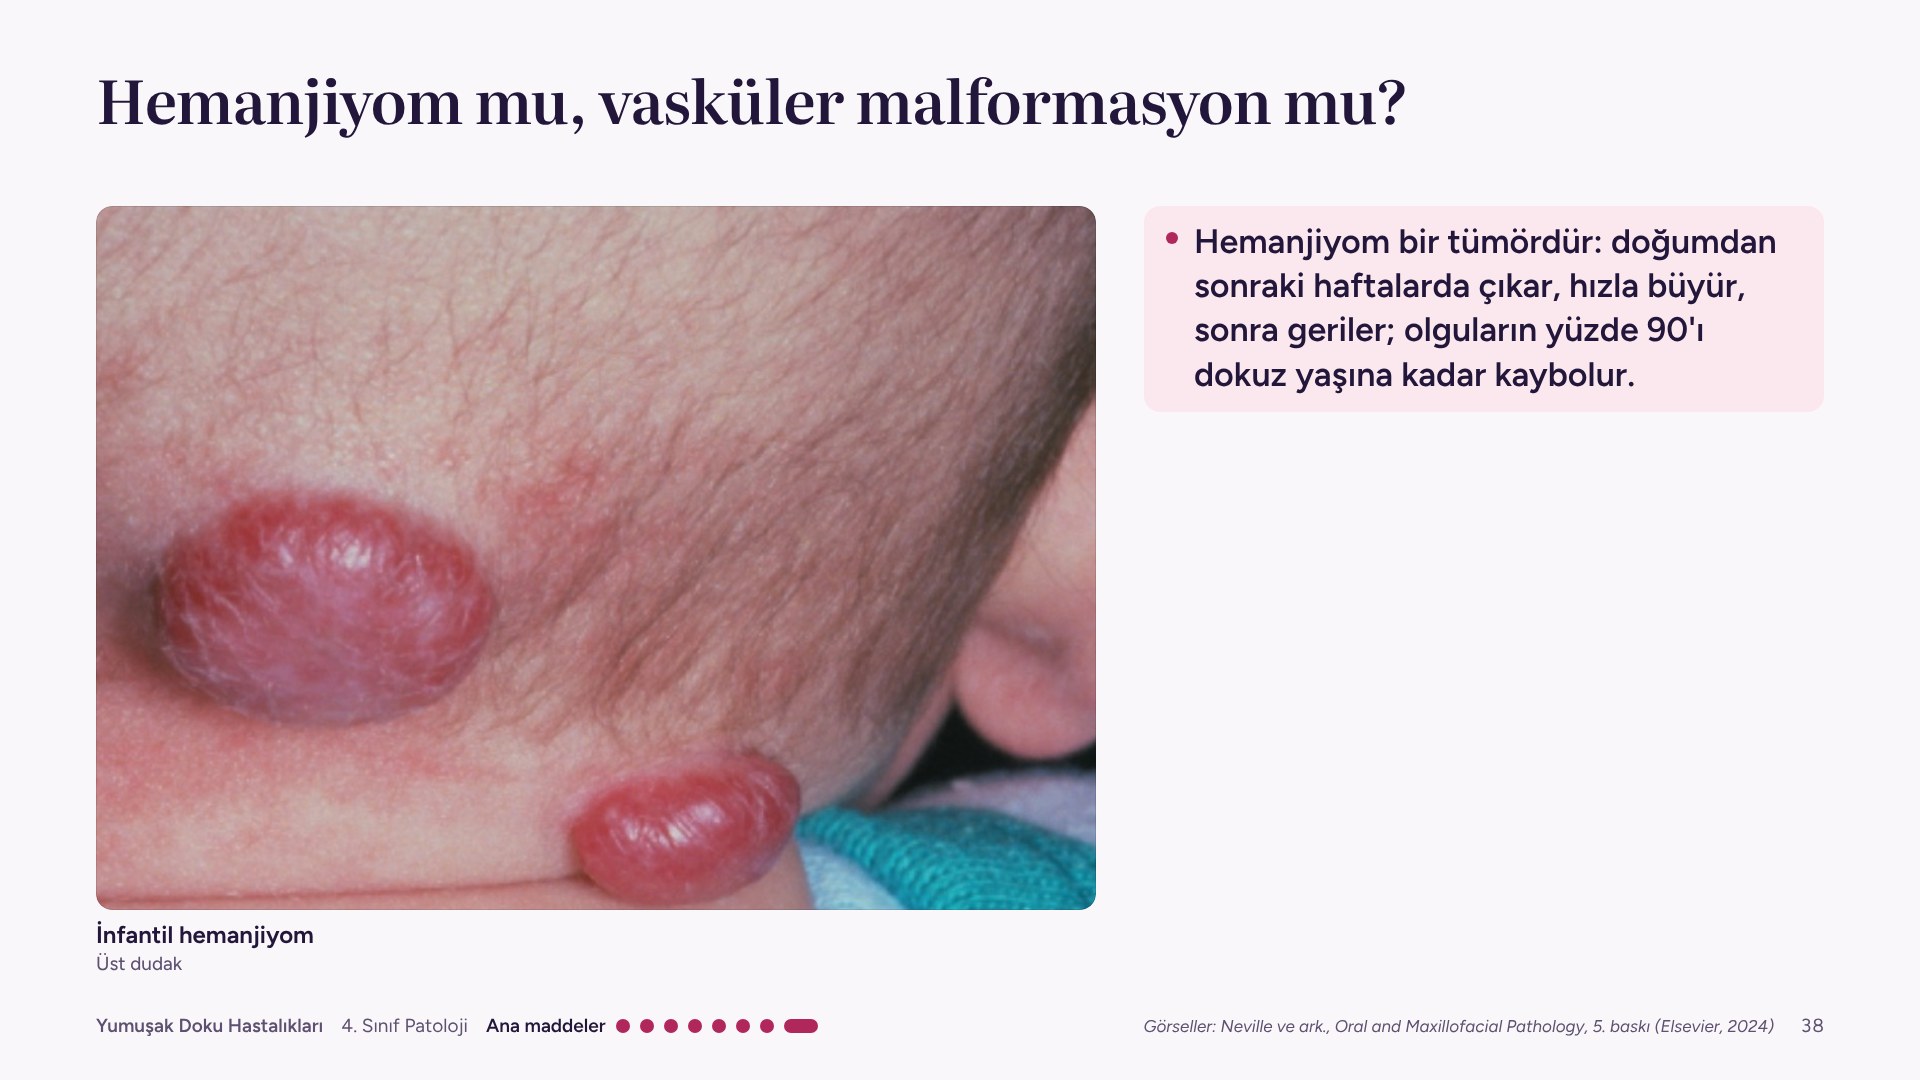 Hemanjiyom mu, vasküler malformasyon mu?
Hemanjiyom bir tümördür: doğumdan
sonraki haftalarda çıkar, hızla büyür,
sonra geriler; olguların yüzde 90'ı
dokuz yaşına kadar kaybolur.
İnfantil hemanjiyom
Üst dudak
Yumuşak Doku Hastalıkları 4. Sınıf Patoloji Ana maddeler
Görseller: Neville ve ark., Oral and Maxillofacial Pathology, 5. baskı (Elsevier, 2024) 38